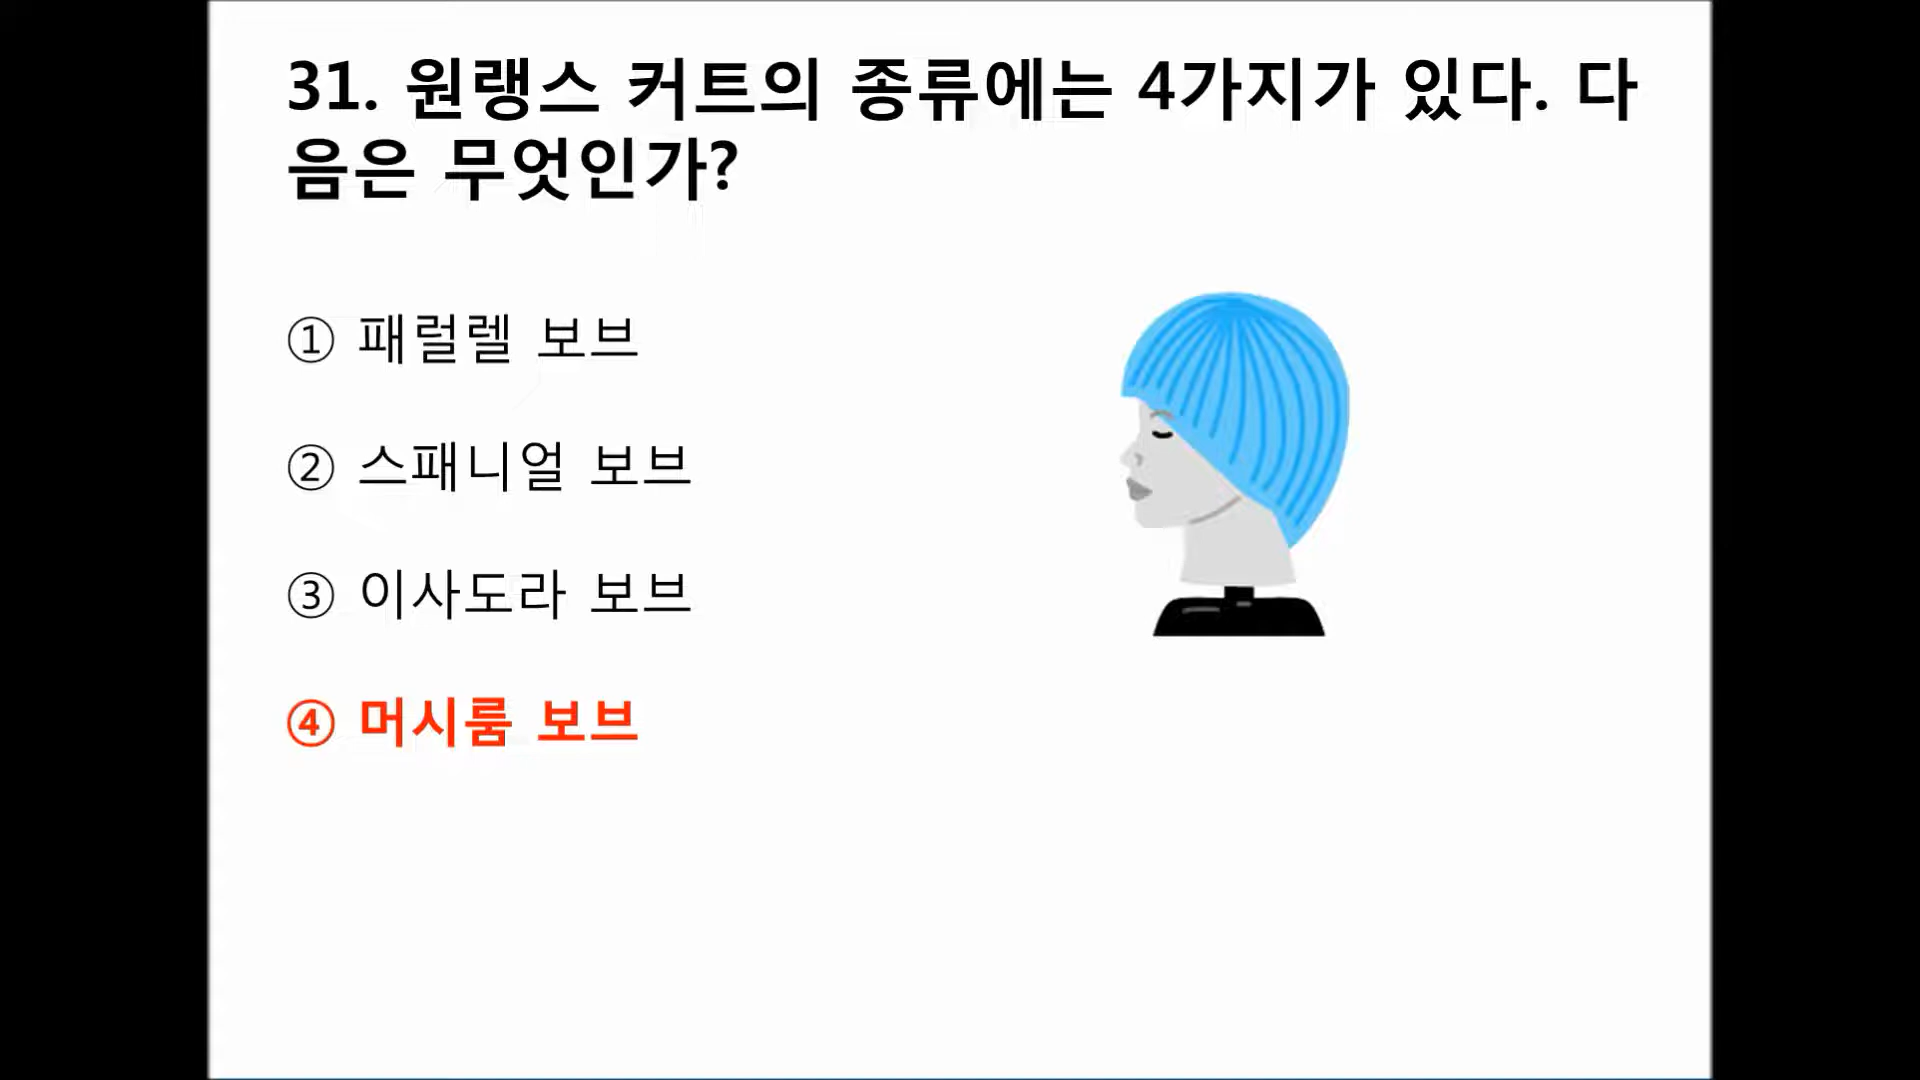 31. 원랭스 커트의 종류에는 4가지가 있다. 다
음은 무엇인가?
① 패럴렐 보브
② 스패니얼 보브
③ 이사도라 보브
④ 머시룸 보브